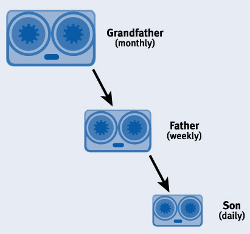 Grandfather
(monthly)
Father
(weekly)
Son
(daily)